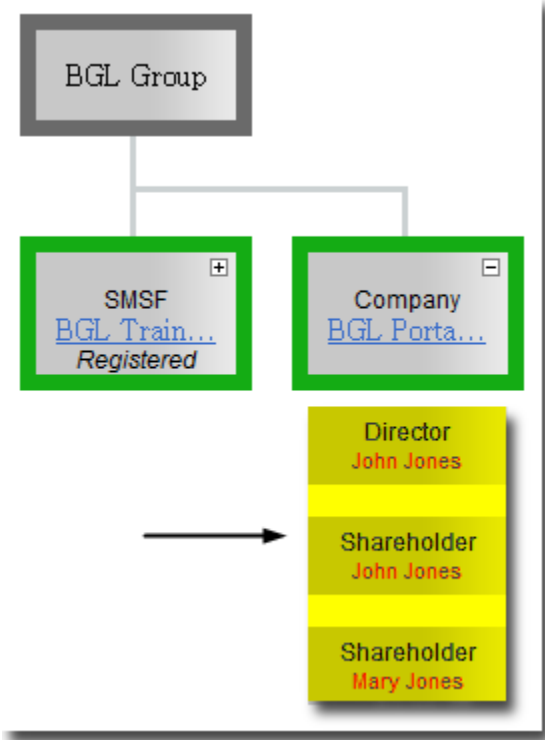 BGL Group
SMSF
BGL Train...
Registered
Company
BGL Porta...
Director
John Jones
Shareholder
John Jones
Shareholder
Mary Jones